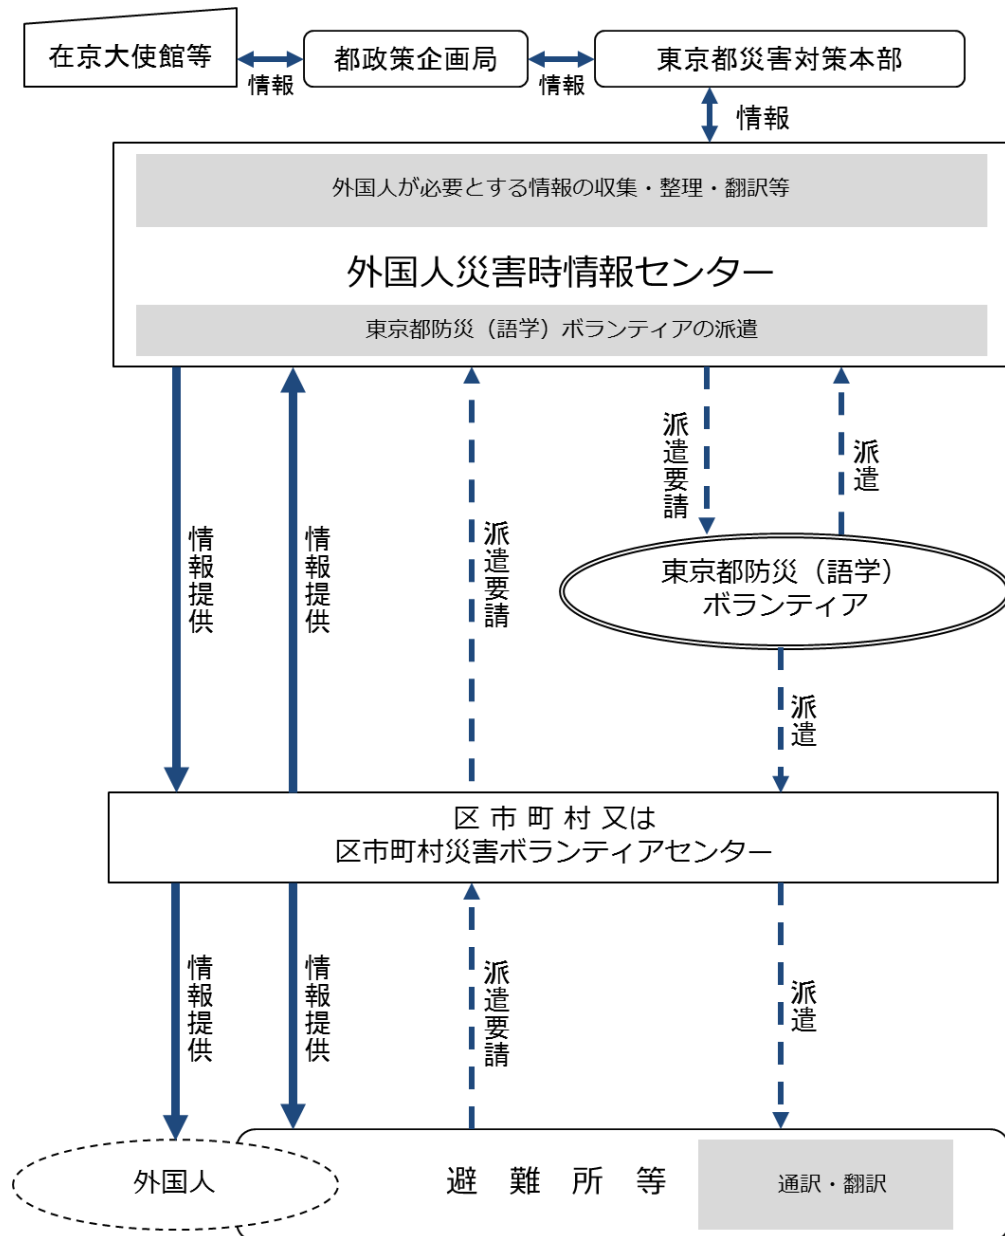 在京大使館等
情報
都政策企画局
情報
東京都災害対策本部
情報
外国人が必要とする情報の収集・整理・翻訳等
外国人災害時情報センター
東京都防災（語学）ボランティアの派遣
情報提供
情報提供
派遣要請
派遣要請
派遣
東京都防災（語学）
ボランティア
派遣
区 市 町 村 又は
区市町村災害ボランティアセンター
情報提供
情報提供
派遣要請
派遣
外国人
避 難 所 等
通訳・翻訳